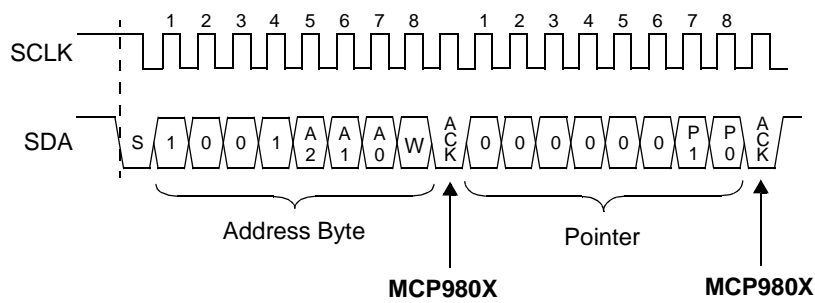 1 2 3 4 5 6 7 8 1 2 3 4 5 6 7 8
SCLK
SDA S 1 0 0 1 A2 A1 A0 W ACK 0 0 0 0 0 0 P1 P0 ACK
Address Byte Pointer
MCP980X MCP980X